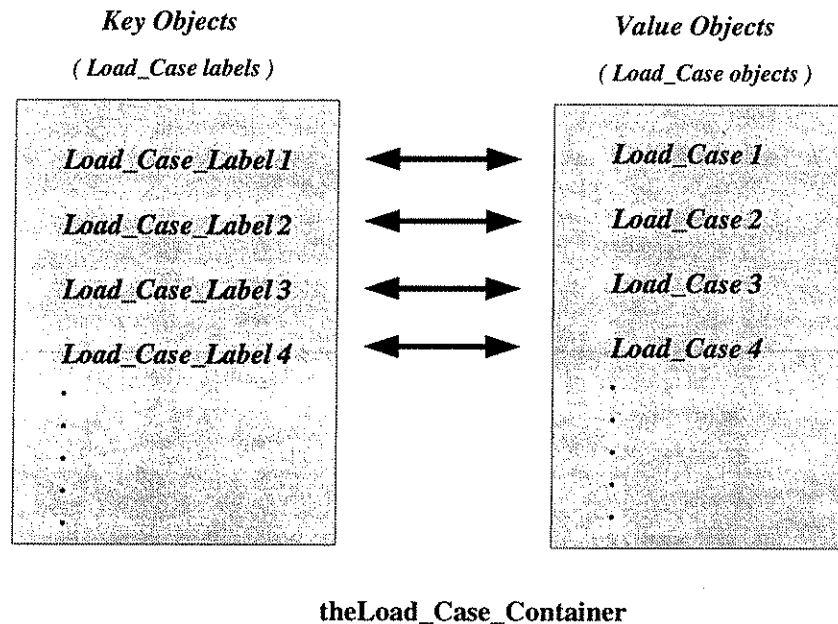 Key Objects
( Load_Case labels )
Load_Case_Label 1
Load_Case_Label 2
Load_Case_Label 3
Load_Case_Label 4
Value Objects
( Load_Case objects )
Load_Case 1
Load_Case 2
Load_Case 3
Load_Case 4
theLoad_Case_Container